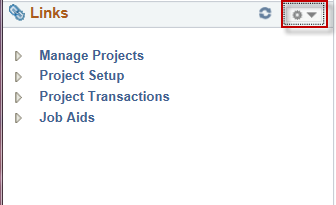 Links
Manage Projects
Project Setup
Project Transactions
Job Aids